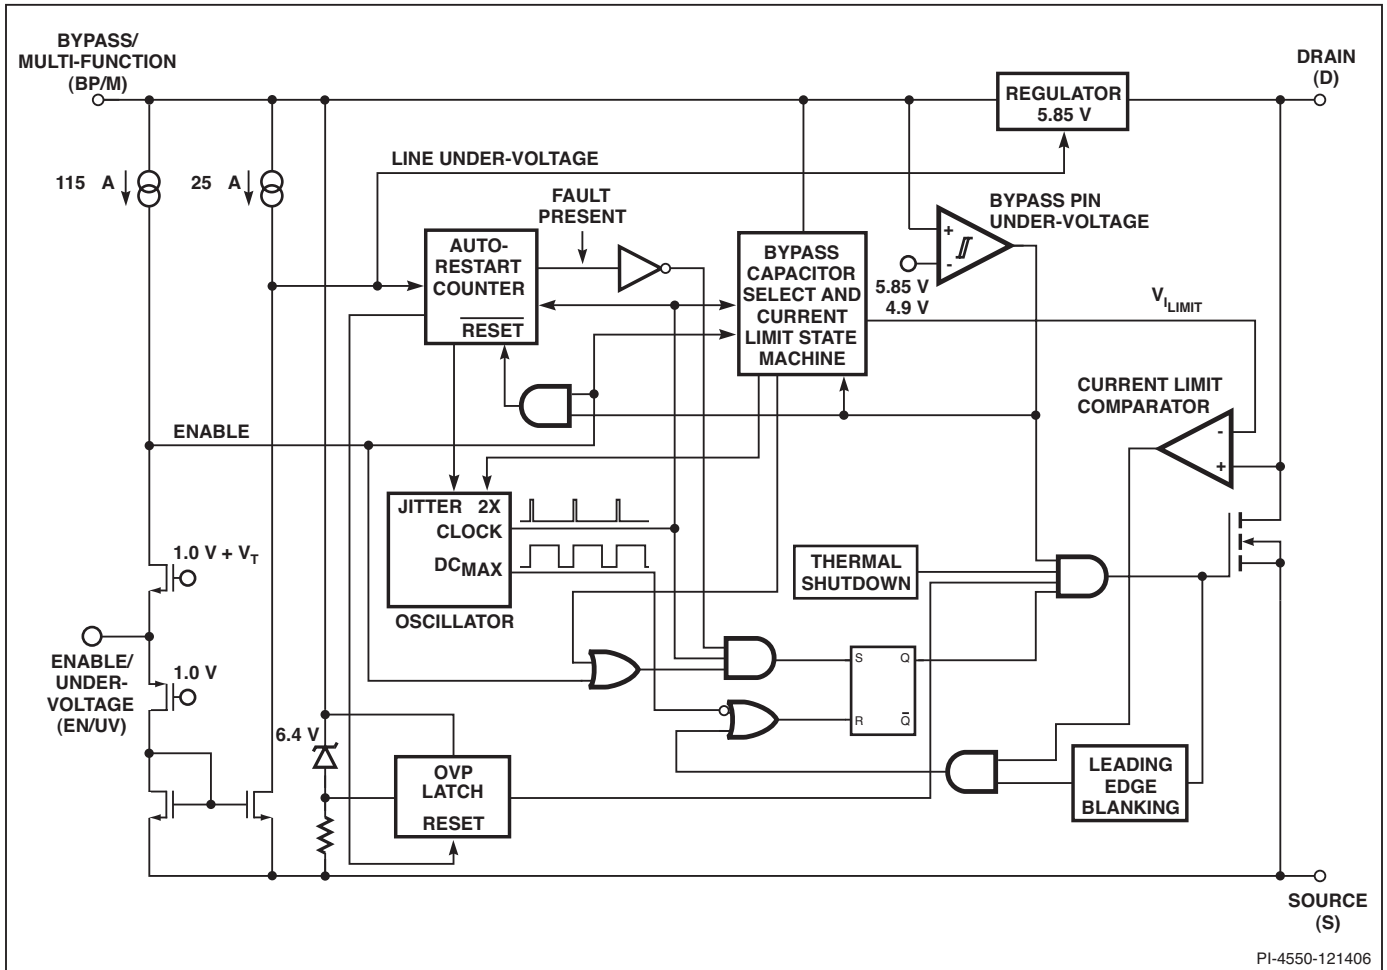 BYPASS/
MULTI-FUNCTION
(BP/M)
DRAIN
(D)
REGULATOR
5.85 V
LINE UNDER-VOLTAGE
115 A
25 A
FAULT
PRESENT
BYPASS PIN
UNDER-VOLTAGE
+
-
5.85 V
4.9 V
AUTO-
RESTART
COUNTER
RESET
BYPASS
CAPACITOR
SELECT AND
CURRENT
LIMIT STATE
MACHINE
VILIMIT
CURRENT LIMIT
COMPARATOR
-
+
ENABLE
JITTER 2X
CLOCK
DCMAX
OSCILLATOR
1.0 V + VT
THERMAL
SHUTDOWN
ENABLE/
UNDER-
VOLTAGE
(EN/UV)
1.0 V
S Q
R Q̅
6.4 V
OVP
LATCH
RESET
LEADING
EDGE
BLANKING
SOURCE
(S)
PI-4550-121406